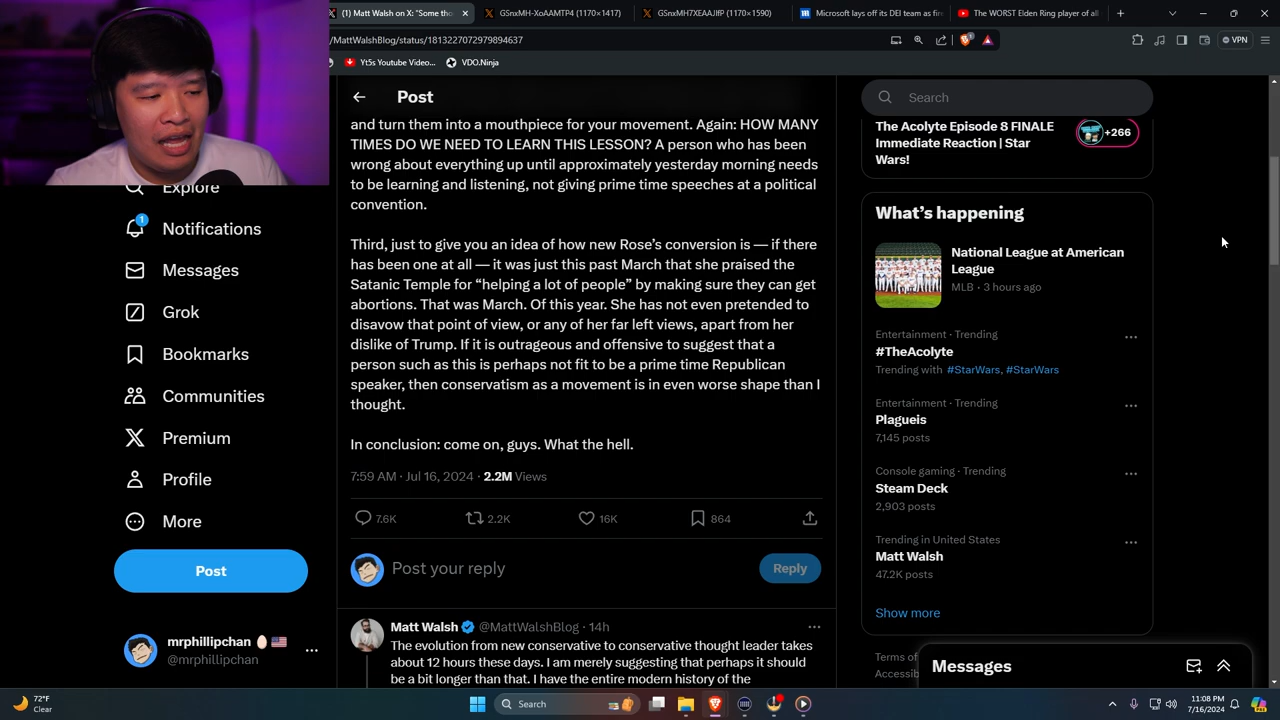 (1) Matt Walsh on X: "Some tho
GSnxMH-XoAAMTP4 (1170×1417)
GSnxMH7XEAAJIfP (1170×1590)
Microsoft lays off its DEI team as fir
The WORST Elden Ring player of all
/MattWalshBlog/status/1813227072979894637
VPN
Yt5s Youtube Video...
VDO.Ninja
Post
Search
and turn them into a mouthpiece for your movement. Again: HOW MANY
TIMES DO WE NEED TO LEARN THIS LESSON? A person who has been
wrong about everything up until approximately yesterday morning needs
to be learning and listening, not giving prime time speeches at a political
convention.
Third, just to give you an idea of how new Rose's conversion is — if there
has been one at all — it was just this past March that she praised the
Satanic Temple for "helping a lot of people" by making sure they can get
abortions. That was March. Of this year. She has not even pretended to
disavow that point of view, or any of her far left views, apart from her
dislike of Trump. If it is outrageous and offensive to suggest that a
person such as this is perhaps not fit to be a prime time Republican
speaker, then conservatism as a movement is in even worse shape than I
thought.
In conclusion: come on, guys. What the hell.
7:59 AM · Jul 16, 2024 · 2.2M Views
7.6K
2.2K
16K
864
Post your reply
Reply
Matt Walsh @MattWalshBlog · 14h
The evolution from new conservative to conservative thought leader takes
about 12 hours these days. I am merely suggesting that perhaps it should
be a bit longer than that. I have the entire modern history of the
Explore
1
Notifications
Messages
Grok
Bookmarks
Communities
Premium
Profile
More
Post
mrphillipchan
@mrphillipchan
The Acolyte Episode 8 FINALE
Immediate Reaction | Star
Wars!
+266
What's happening
National League at American
League
MLB · 3 hours ago
Entertainment · Trending
#TheAcolyte
Trending with #StarWars, #StarWars
Entertainment · Trending
Plagueis
7,145 posts
Console gaming · Trending
Steam Deck
2,903 posts
Trending in United States
Matt Walsh
47.2K posts
Show more
Terms of
Accessib
Messages
72°F
Clear
Search
11:08 PM
7/16/2024